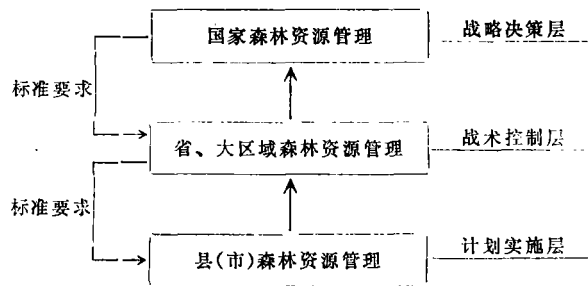 国家森林资源管理
战略决策层
标准要求
省、大区域森林资源管理
战术控制层
标准要求
县(市)森林资源管理
计划实施层